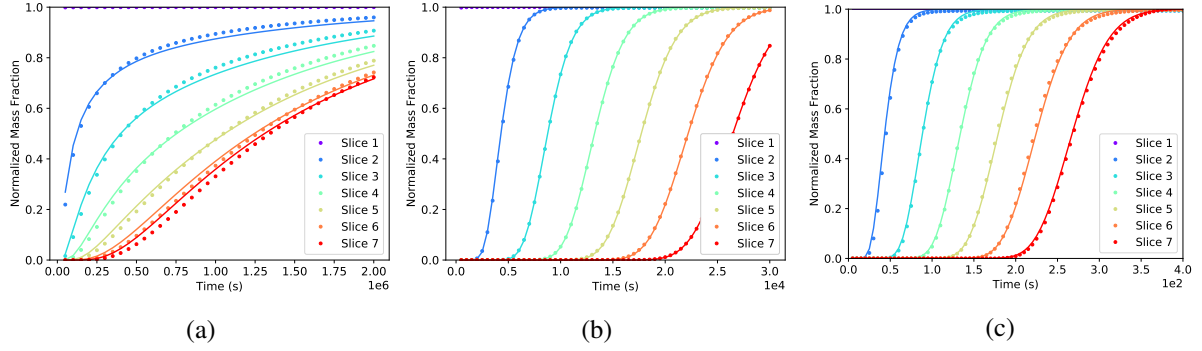 1.0
0.8
0.6
0.4
0.2
0.0
Normalized Mass Fraction
0.00 0.25 0.50 0.75 1.00 1.25 1.50 1.75 2.00
Time (s)
1e6
Slice 1
Slice 2
Slice 3
Slice 4
Slice 5
Slice 6
Slice 7
(a)
1.0
0.8
0.6
0.4
0.2
0.0
Normalized Mass Fraction
0.0 0.5 1.0 1.5 2.0 2.5 3.0
Time (s)
1e4
Slice 1
Slice 2
Slice 3
Slice 4
Slice 5
Slice 6
Slice 7
(b)
1.0
0.8
0.6
0.4
0.2
0.0
Normalized Mass Fraction
0.0 0.5 1.0 1.5 2.0 2.5 3.0 3.5 4.0
Time (s)
1e2
Slice 1
Slice 2
Slice 3
Slice 4
Slice 5
Slice 6
Slice 7
(c)